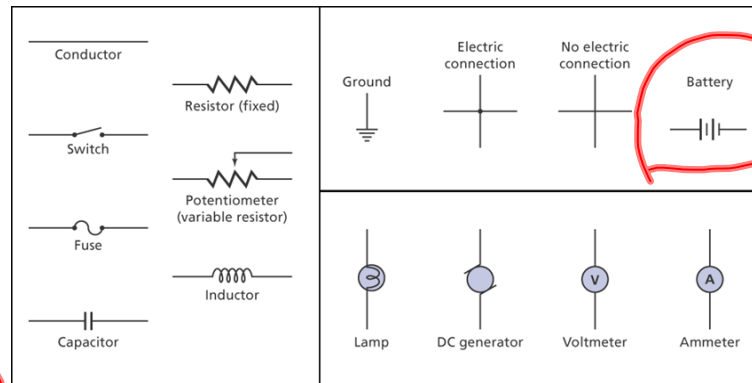 Conductor
Switch
Fuse
Capacitor
Resistor (fixed)
Potentiometer
(variable resistor)
Inductor
Ground
Electric
connection
No electric
connection
Battery
Lamp
DC generator
V
Voltmeter
A
Ammeter